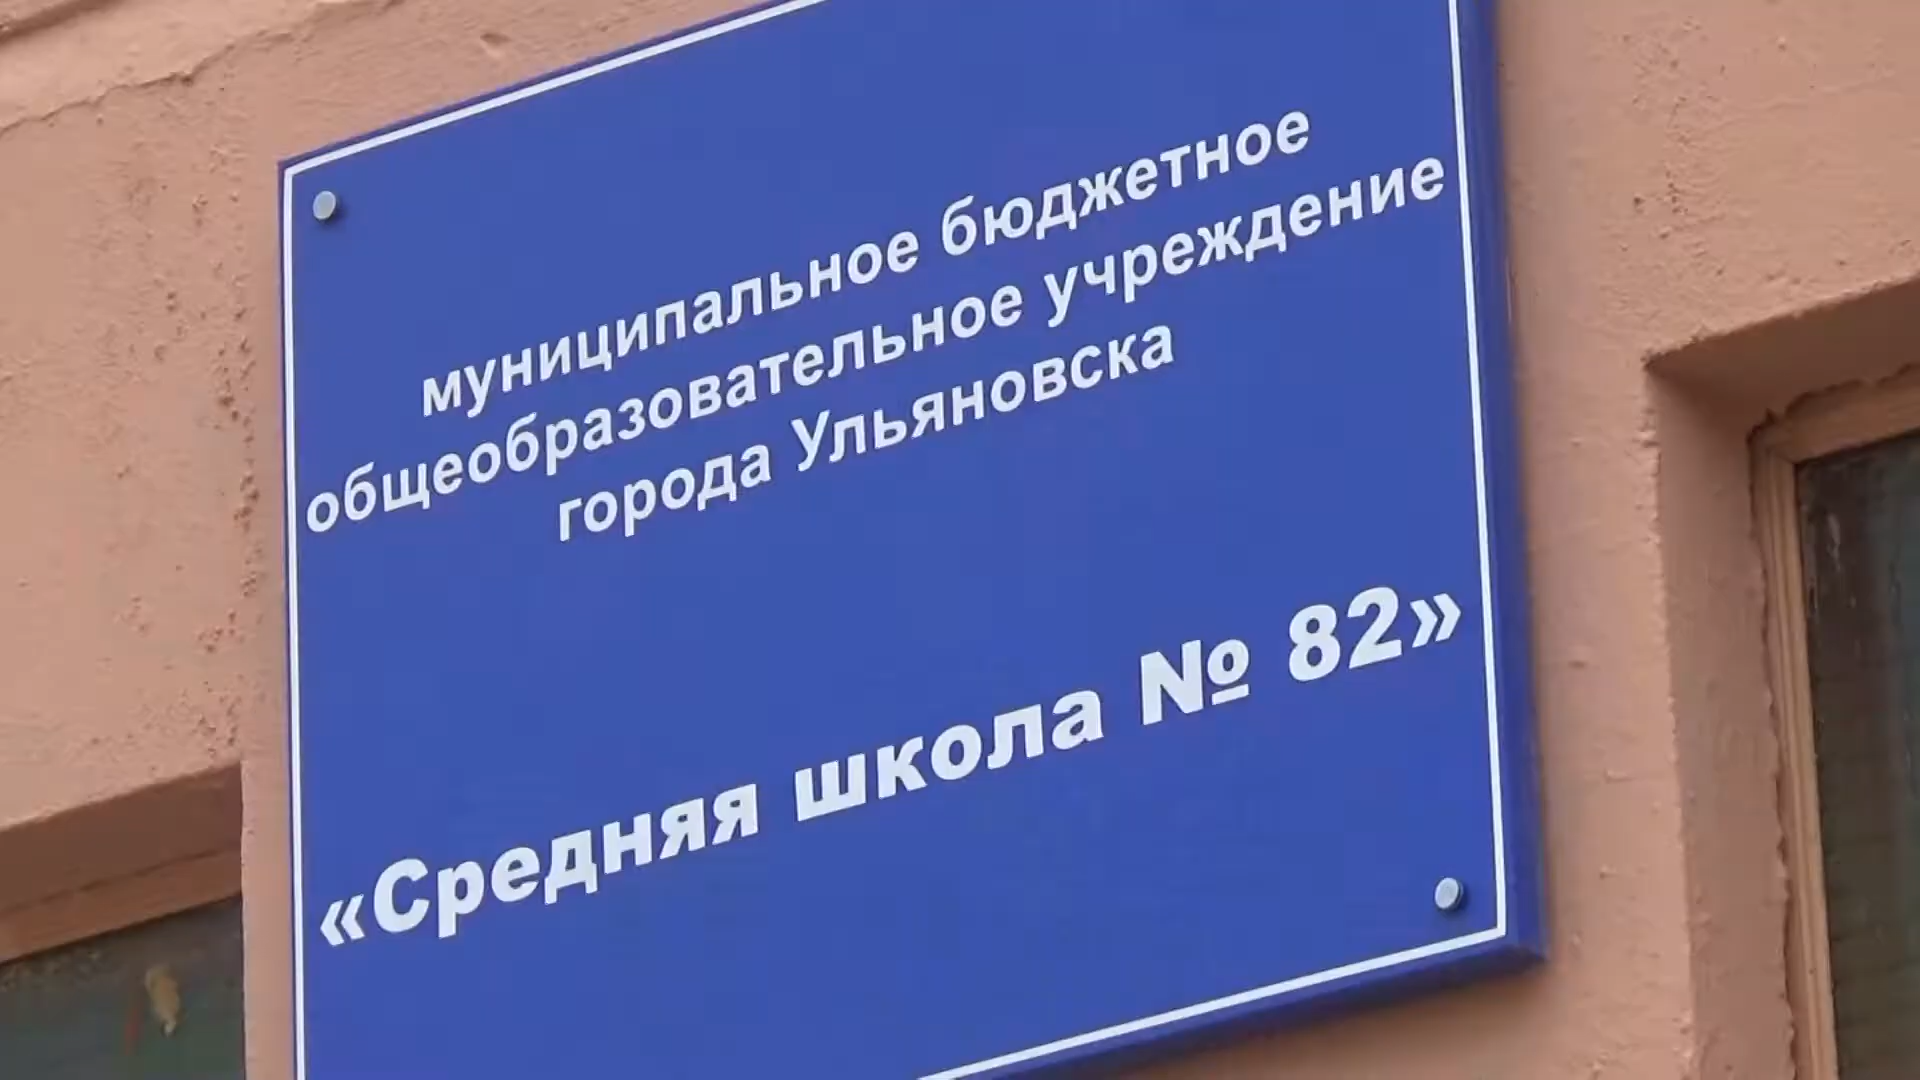 муниципальное бюджетное
общеобразовательное учреждение
города Ульяновска
«Средняя школа № 82»